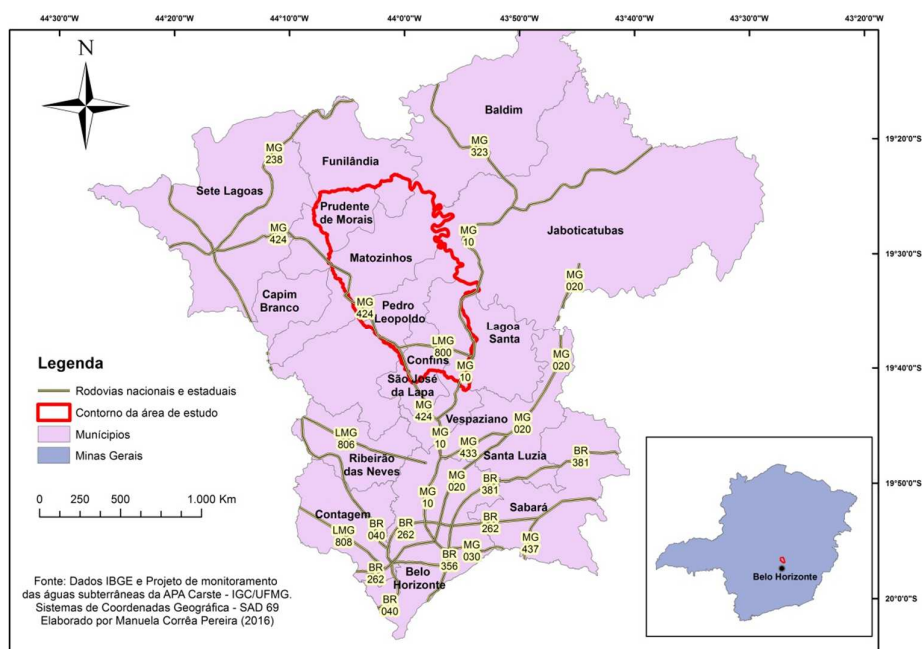 44°30'0"W 44°20'0"W 44°10'0"W 44°0'0"W 43°50'0"W 43°40'0"W 43°30'0"W 43°20'0"W
N
Baldim
19°20'0"S
MG
323
MG
238
Funilândia
Sete Lagoas
Prudente
de Morais
MG
424
MG
10
Jaboticatubas
19°30'0"S
Matozinhos
MG
020
Capim
Branco
MG
424
Pedro
Leopoldo
Lagoa
Santa
LMG
800
MG
020
Confins
MG
10
19°40'0"S
São José
da Lapa
MG
424
Vespaziano
MG
020
MG
10
MG
433
LMG
806
Santa Luzia
BR
381
Ribeirão
das Neves
MG
020
BR
381
19°50'0"S
MG
10
Sabará
Contagem
BR
040
BR
262
BR
262
LMG
808
MG
030
MG
437
BR
356
BR
262
Belo
Horizonte
BR
040
20°0'0"S
Legenda
Rodovias nacionais e estaduais
Contorno da área de estudo
Munícipios
Minas Gerais
0 250 500 1.000 Km
Fonte: Dados IBGE e Projeto de monitoramento
das águas subterrâneas da APA Carste - IGC/UFMG.
Sistemas de Coordenadas Geográfica - SAD 69
Elaborado por Manuela Corrêa Pereira (2016)
Belo Horizonte